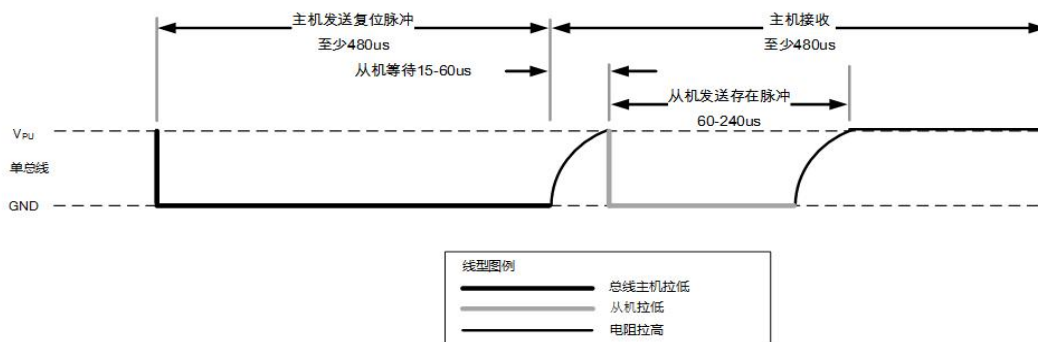 主机发送复位脉冲
至少480us
主机接收
至少480us
从机等待15-60us
从机发送存在脉冲
60-240us
VPU
单总线
GND
线型图例
总线主机拉低
从机拉低
电阻拉高